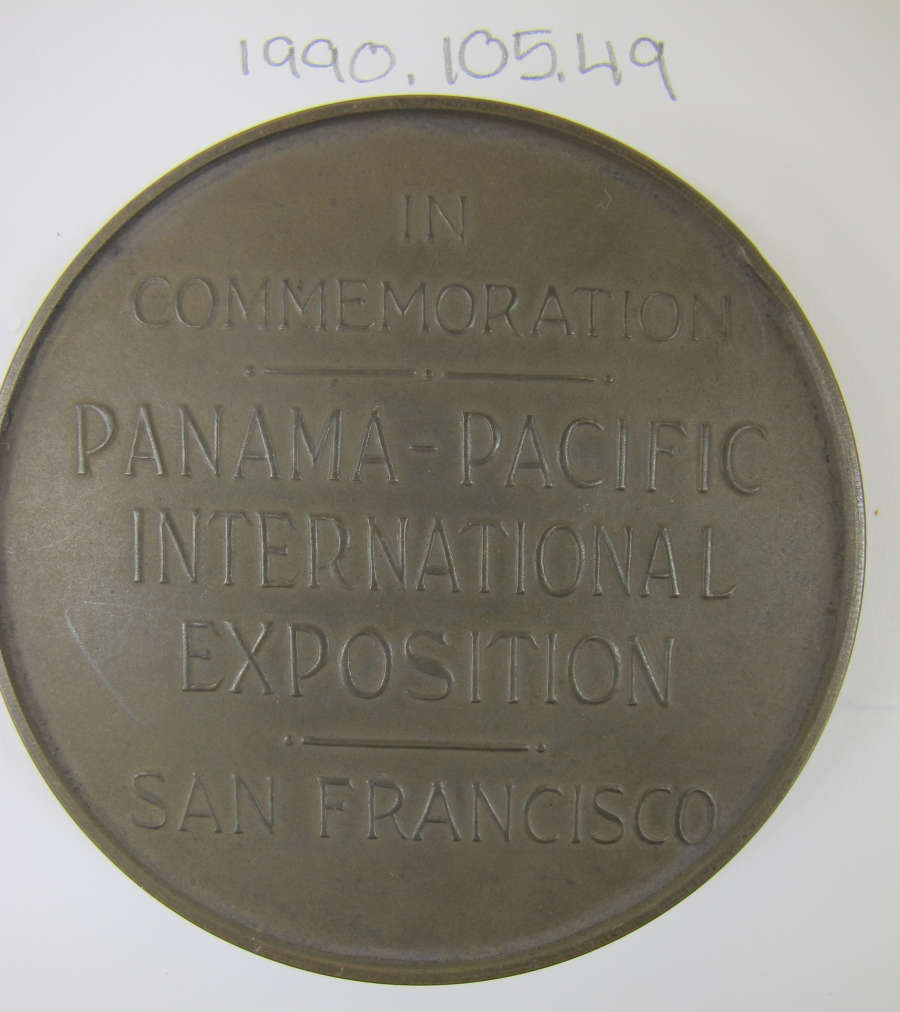 1990.105.49
IN
COMMEMORATION
PANAMA-PACIFIC
INTERNATIONAL
EXPOSITION
SAN FRANCISCO